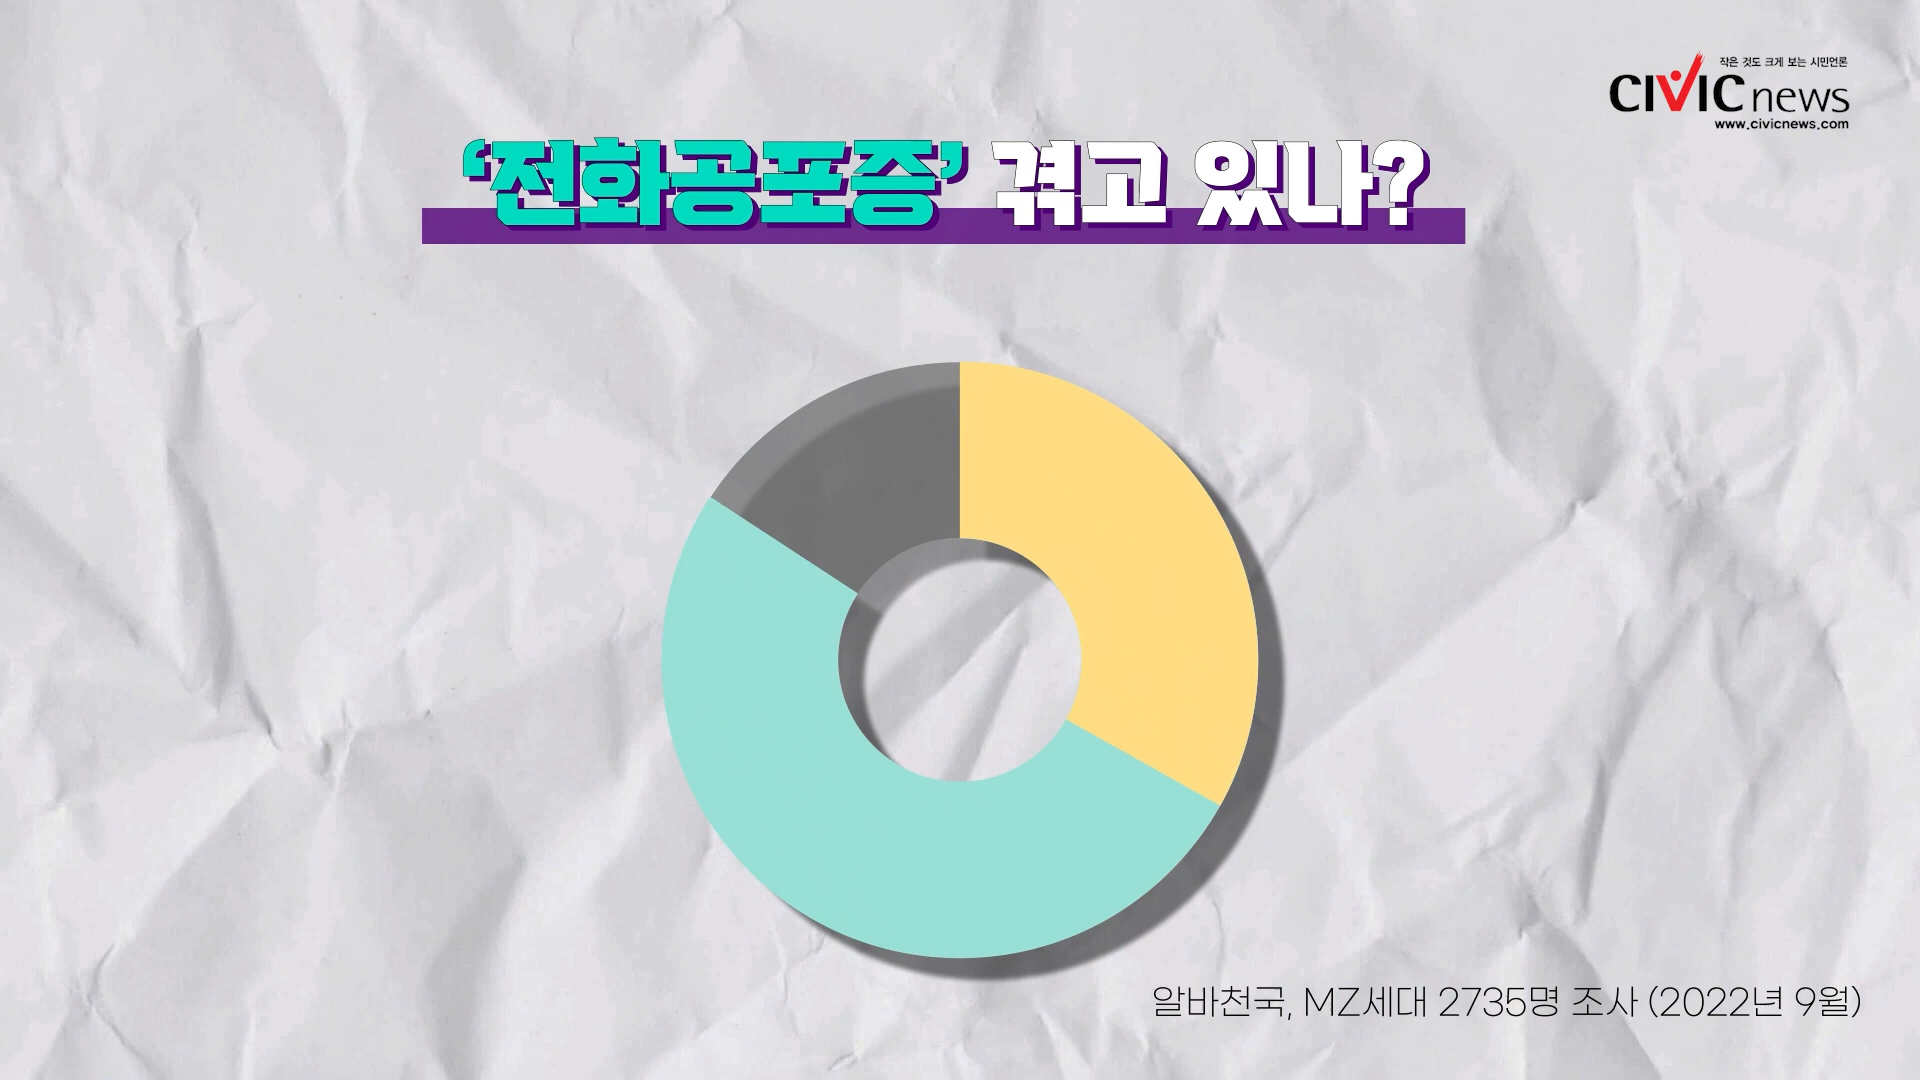 작은 것도 크게 보는 시민언론
CIVIC news
www.civicnews.com
‘전화공포증’ 겪고 있나?
알바천국, MZ세대 2735명 조사 (2022년 9월)